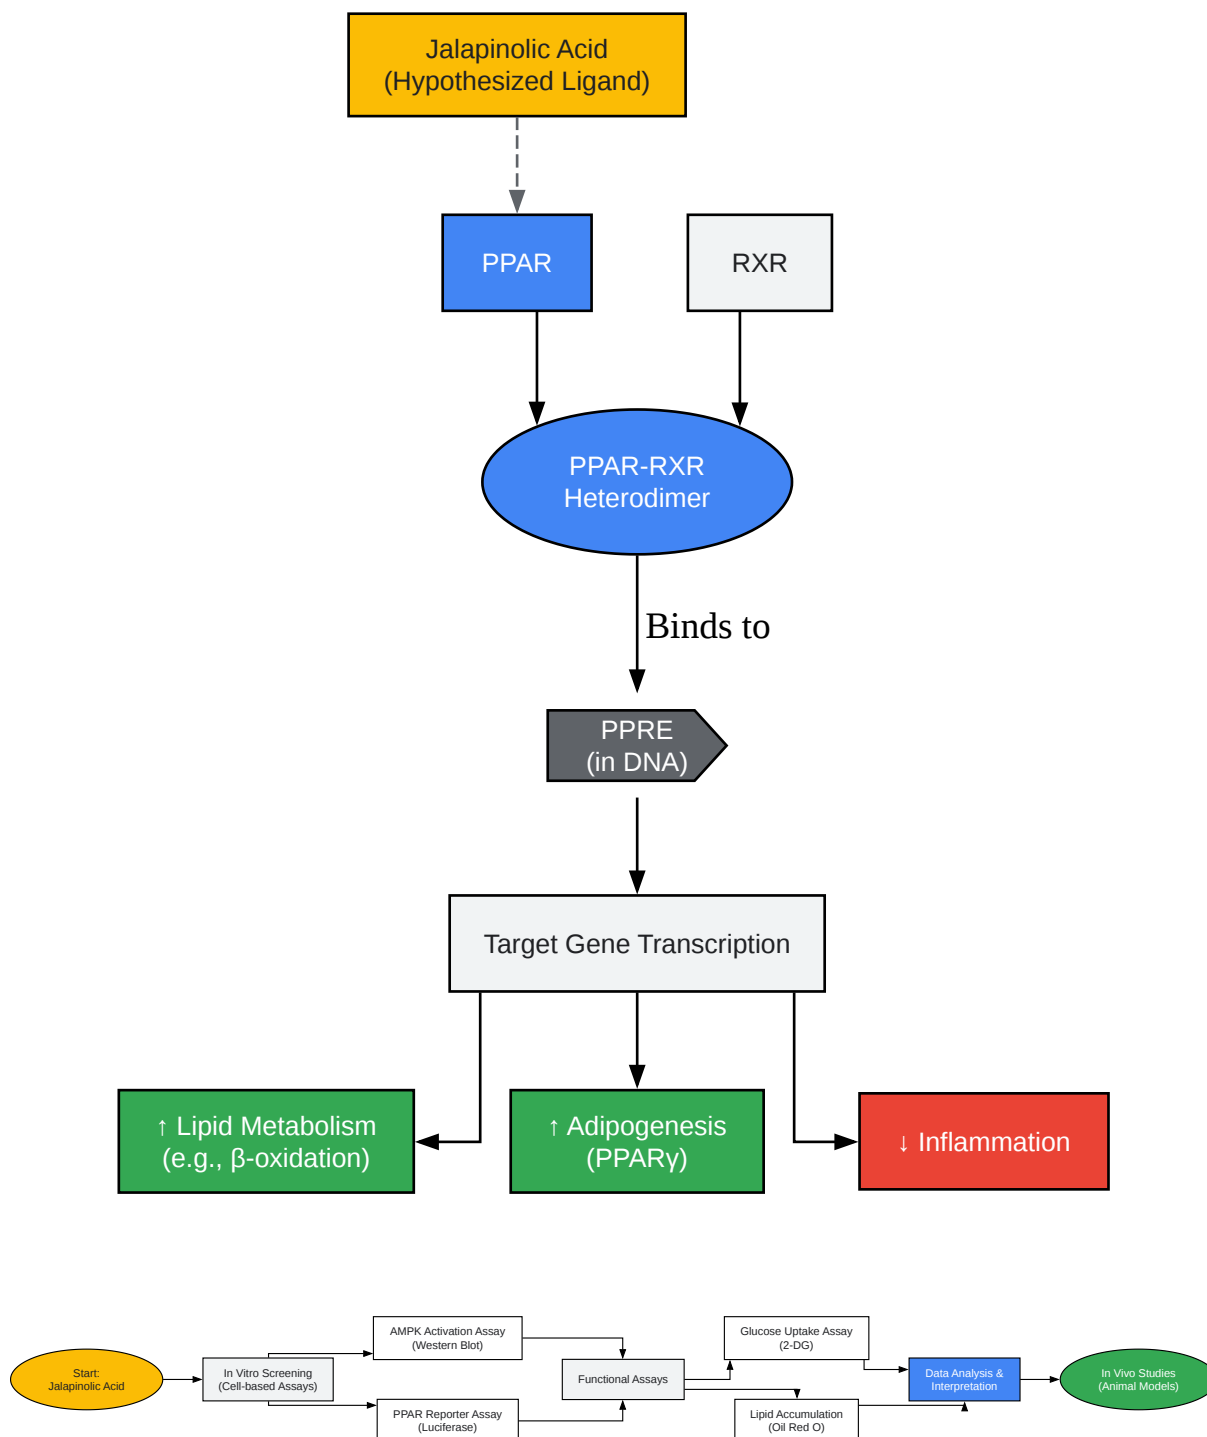 Jalapinolic Acid
(Hypothesized Ligand)
PPAR
RXR
PPAR-RXR
Heterodimer
Binds to
PPRE
(in DNA)
Target Gene Transcription
↑ Lipid Metabolism
(e.g., β-oxidation)
↑ Adipogenesis
(PPARγ)
↓ Inflammation
Start:
Jalapinolic Acid
In Vitro Screening
(Cell-based Assays)
AMPK Activation Assay
(Western Blot)
PPAR Reporter Assay
(Luciferase)
Functional Assays
Glucose Uptake Assay
(2-DG)
Lipid Accumulation
(Oil Red O)
Data Analysis &
Interpretation
In Vivo Studies
(Animal Models)